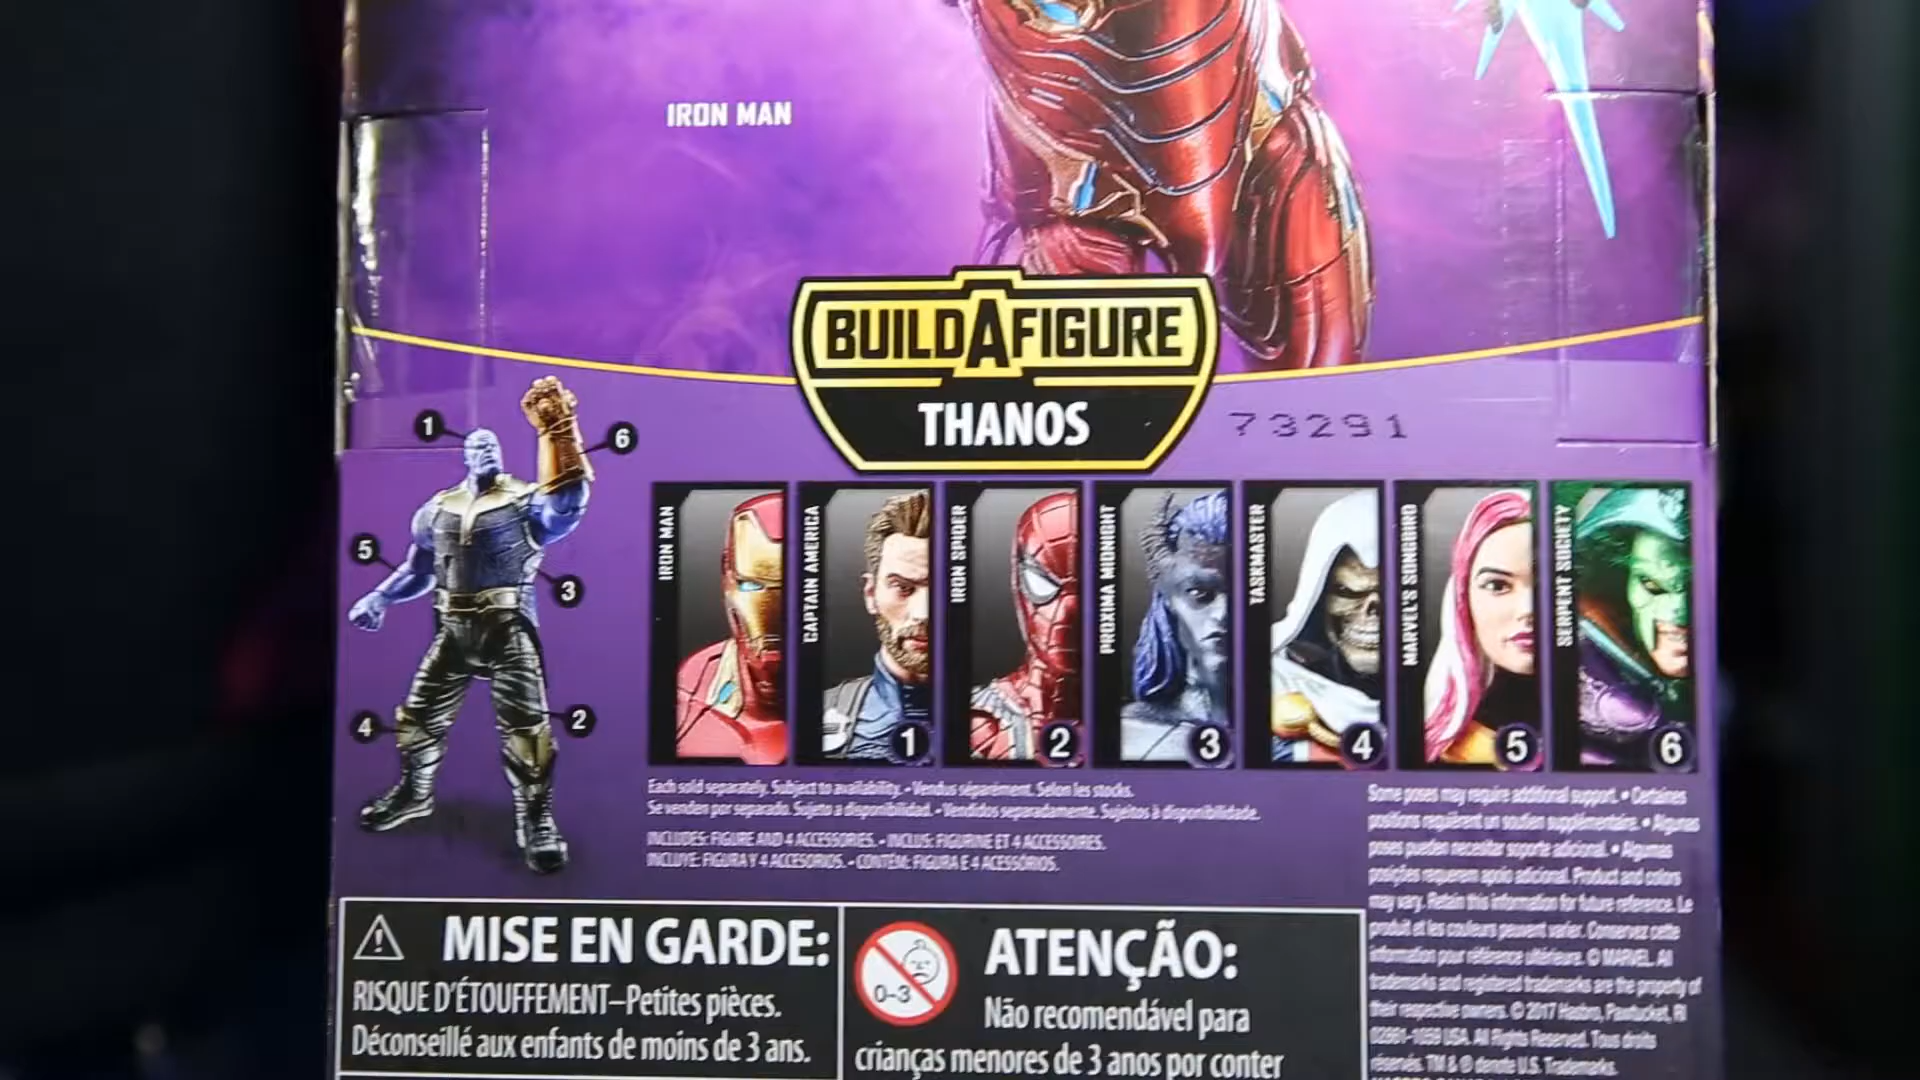 IRON MAN
BUILD A FIGURE
THANOS
73291
1
6
5
3
4
2
IRON MAN
CAPTAIN AMERICA
1
IRON SPIDER
2
PROXIMA MIDNIGHT
3
TASKMASTER
4
MARVEL'S SONGBIRD
5
SERPENT SOCIETY
6
Each sold separately. Subject to availability. • Vendus séparément. Selon les stocks.
Se venden por separado. Sujeto a disponibilidad. • Vendidos separadamente. Sujeitos à disponibilidade.
INCLUDES: FIGURE AND 4 ACCESSORIES. • INCLUS: FIGURINE ET 4 ACCESSOIRES.
INCLUYE: FIGURA Y 4 ACCESORIOS. • CONTÉM: FIGURA E 4 ACESSÓRIOS.
Some poses may require additional support. • Certaines
positions requièrent un soutien supplémentaire. • Algunas
poses pueden necesitar soporte adicional. • Algumas
posições requerem apoio adicional. Product and colors
may vary. Retain this information for future reference. Le
produit et les couleurs peuvent varier. Conservez cette
information pour référence ultérieure. © MARVEL. All
trademarks and registered trademarks are the property of
their respective owners. © 2017 Hasbro, Pawtucket, RI
02861-1059 USA. All Rights Reserved. Tous droits
réservés. TM & ® denote U.S. Trademarks.
MISE EN GARDE:
RISQUE D'ÉTOUFFEMENT–Petites pièces.
Déconseillé aux enfants de moins de 3 ans.
0-3
ATENÇÃO:
Não recomendável para
crianças menores de 3 anos por conter